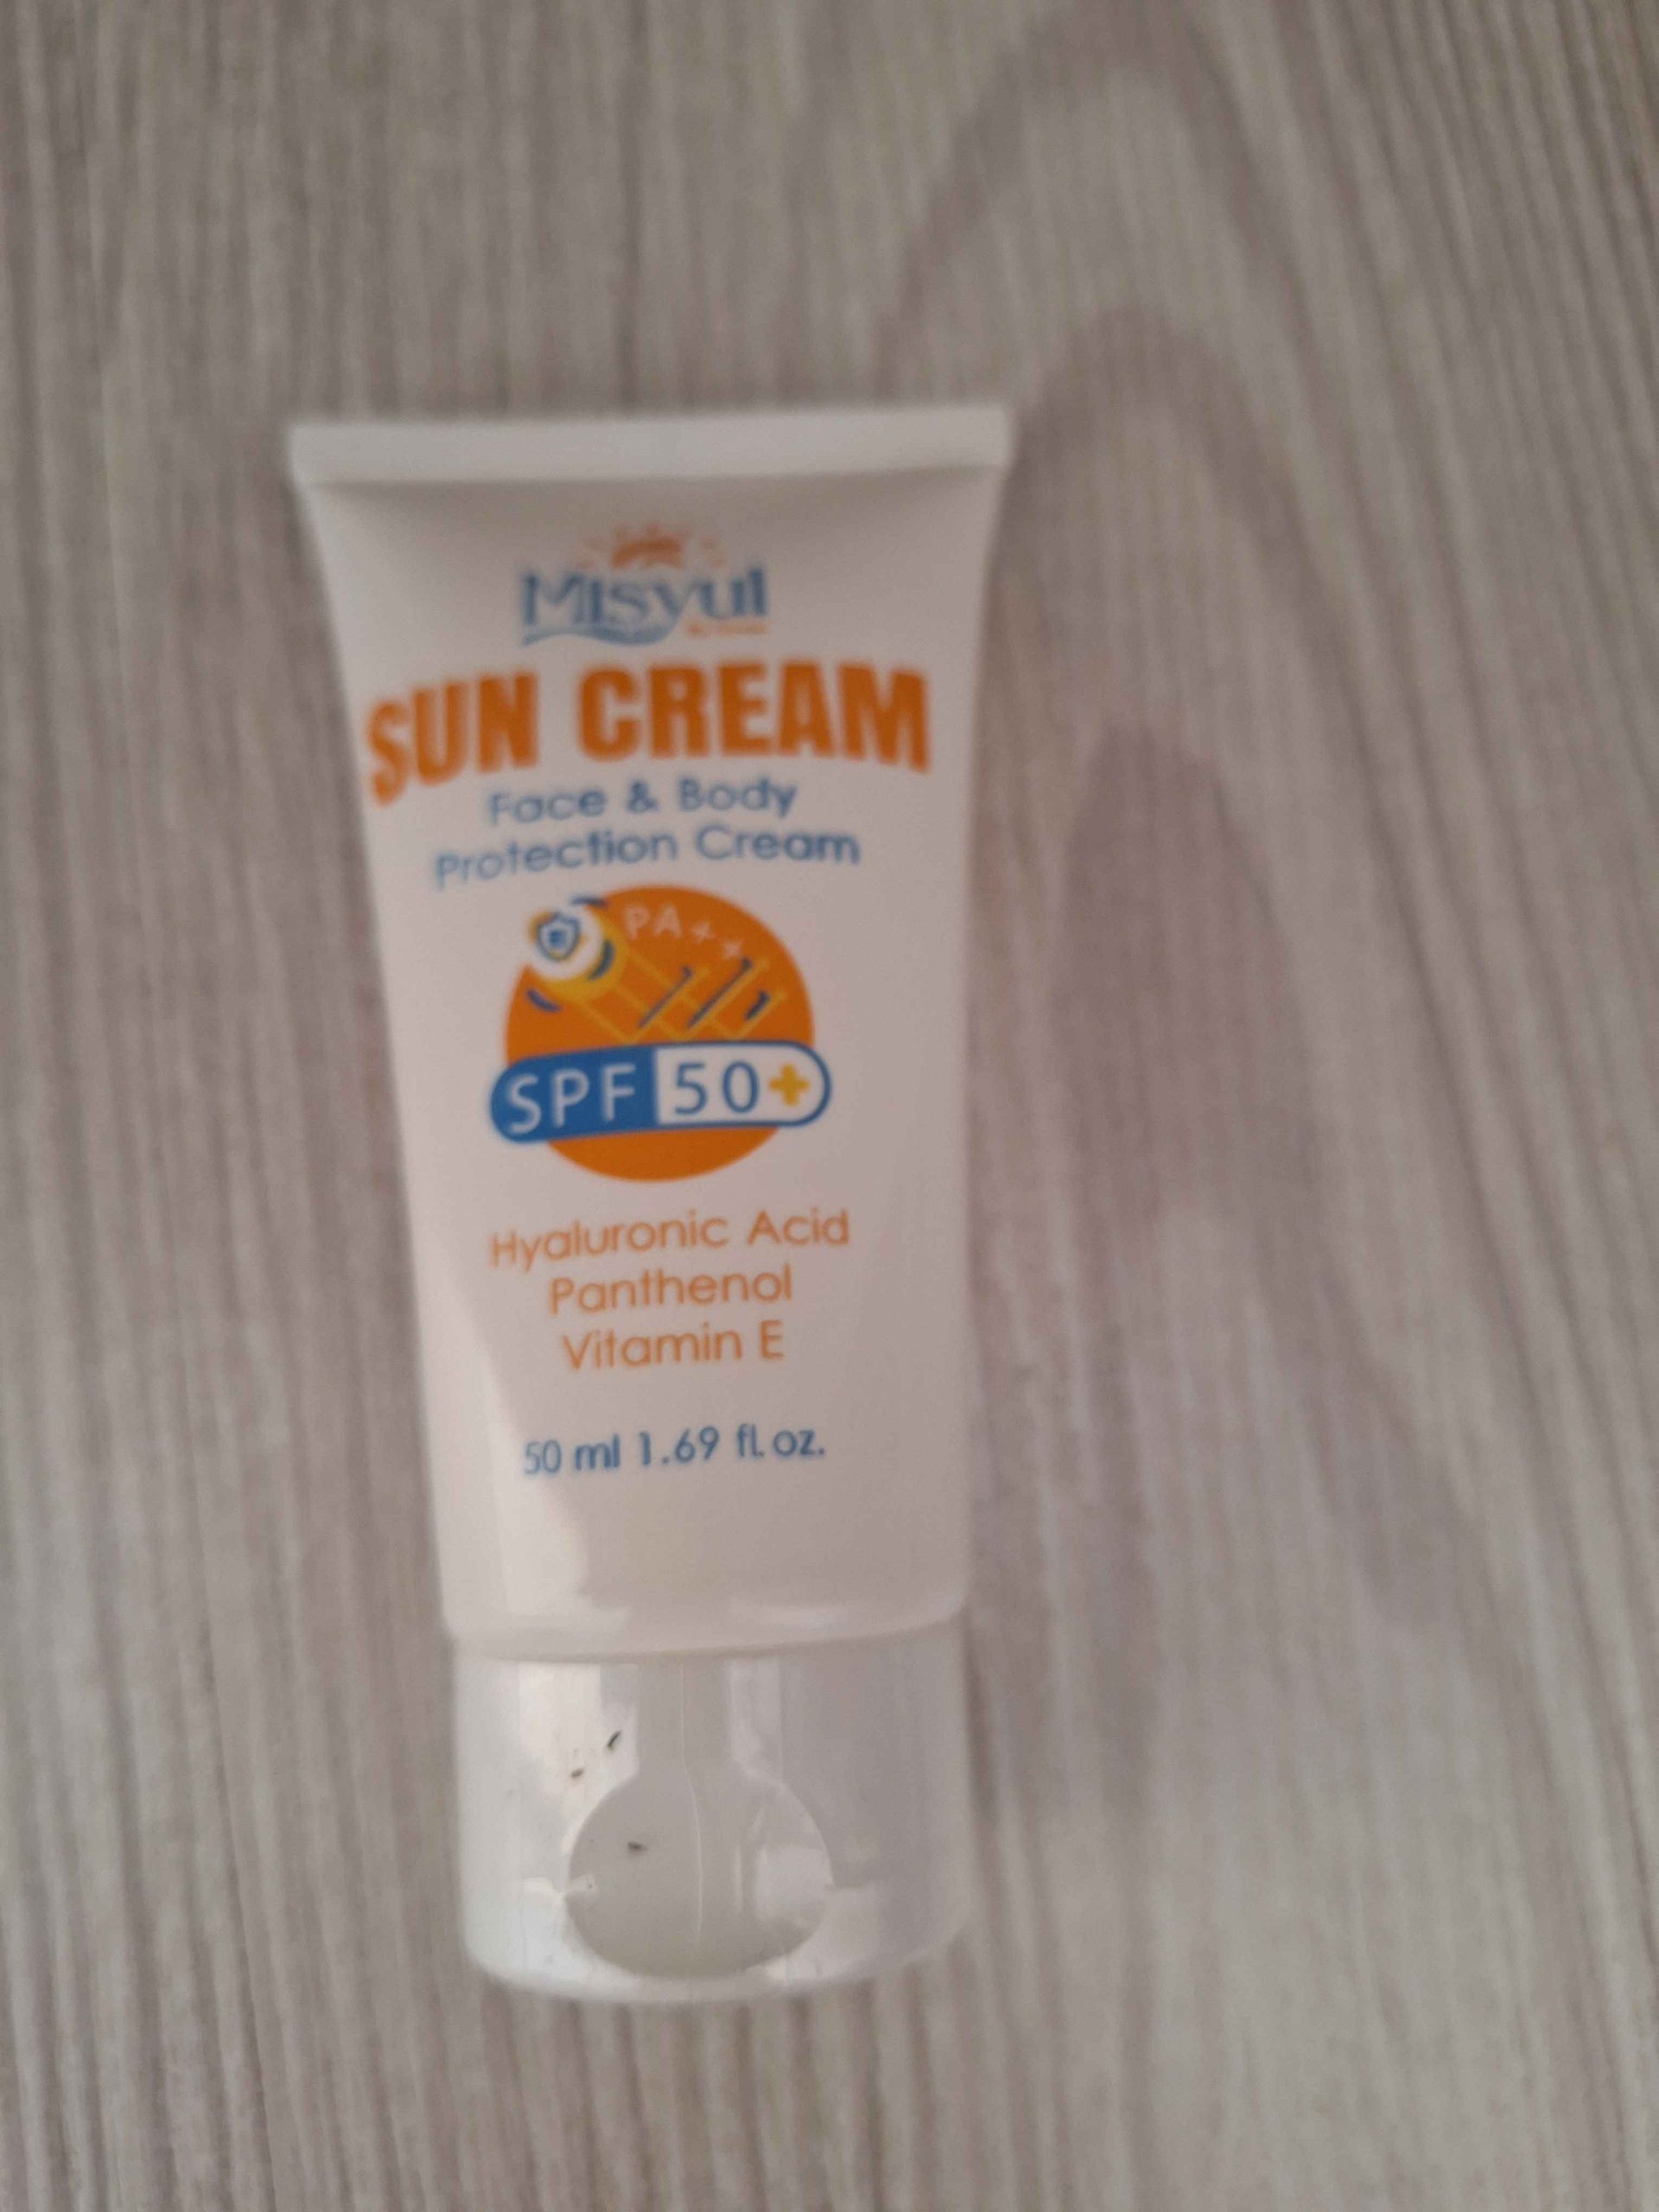 Misyul
SUN CREAM
Face & Body
Protection Cream
PA++
SPF 50+
Hyaluronic Acid
Panthenol
Vitamin E
50 ml 1.69 fl. oz.